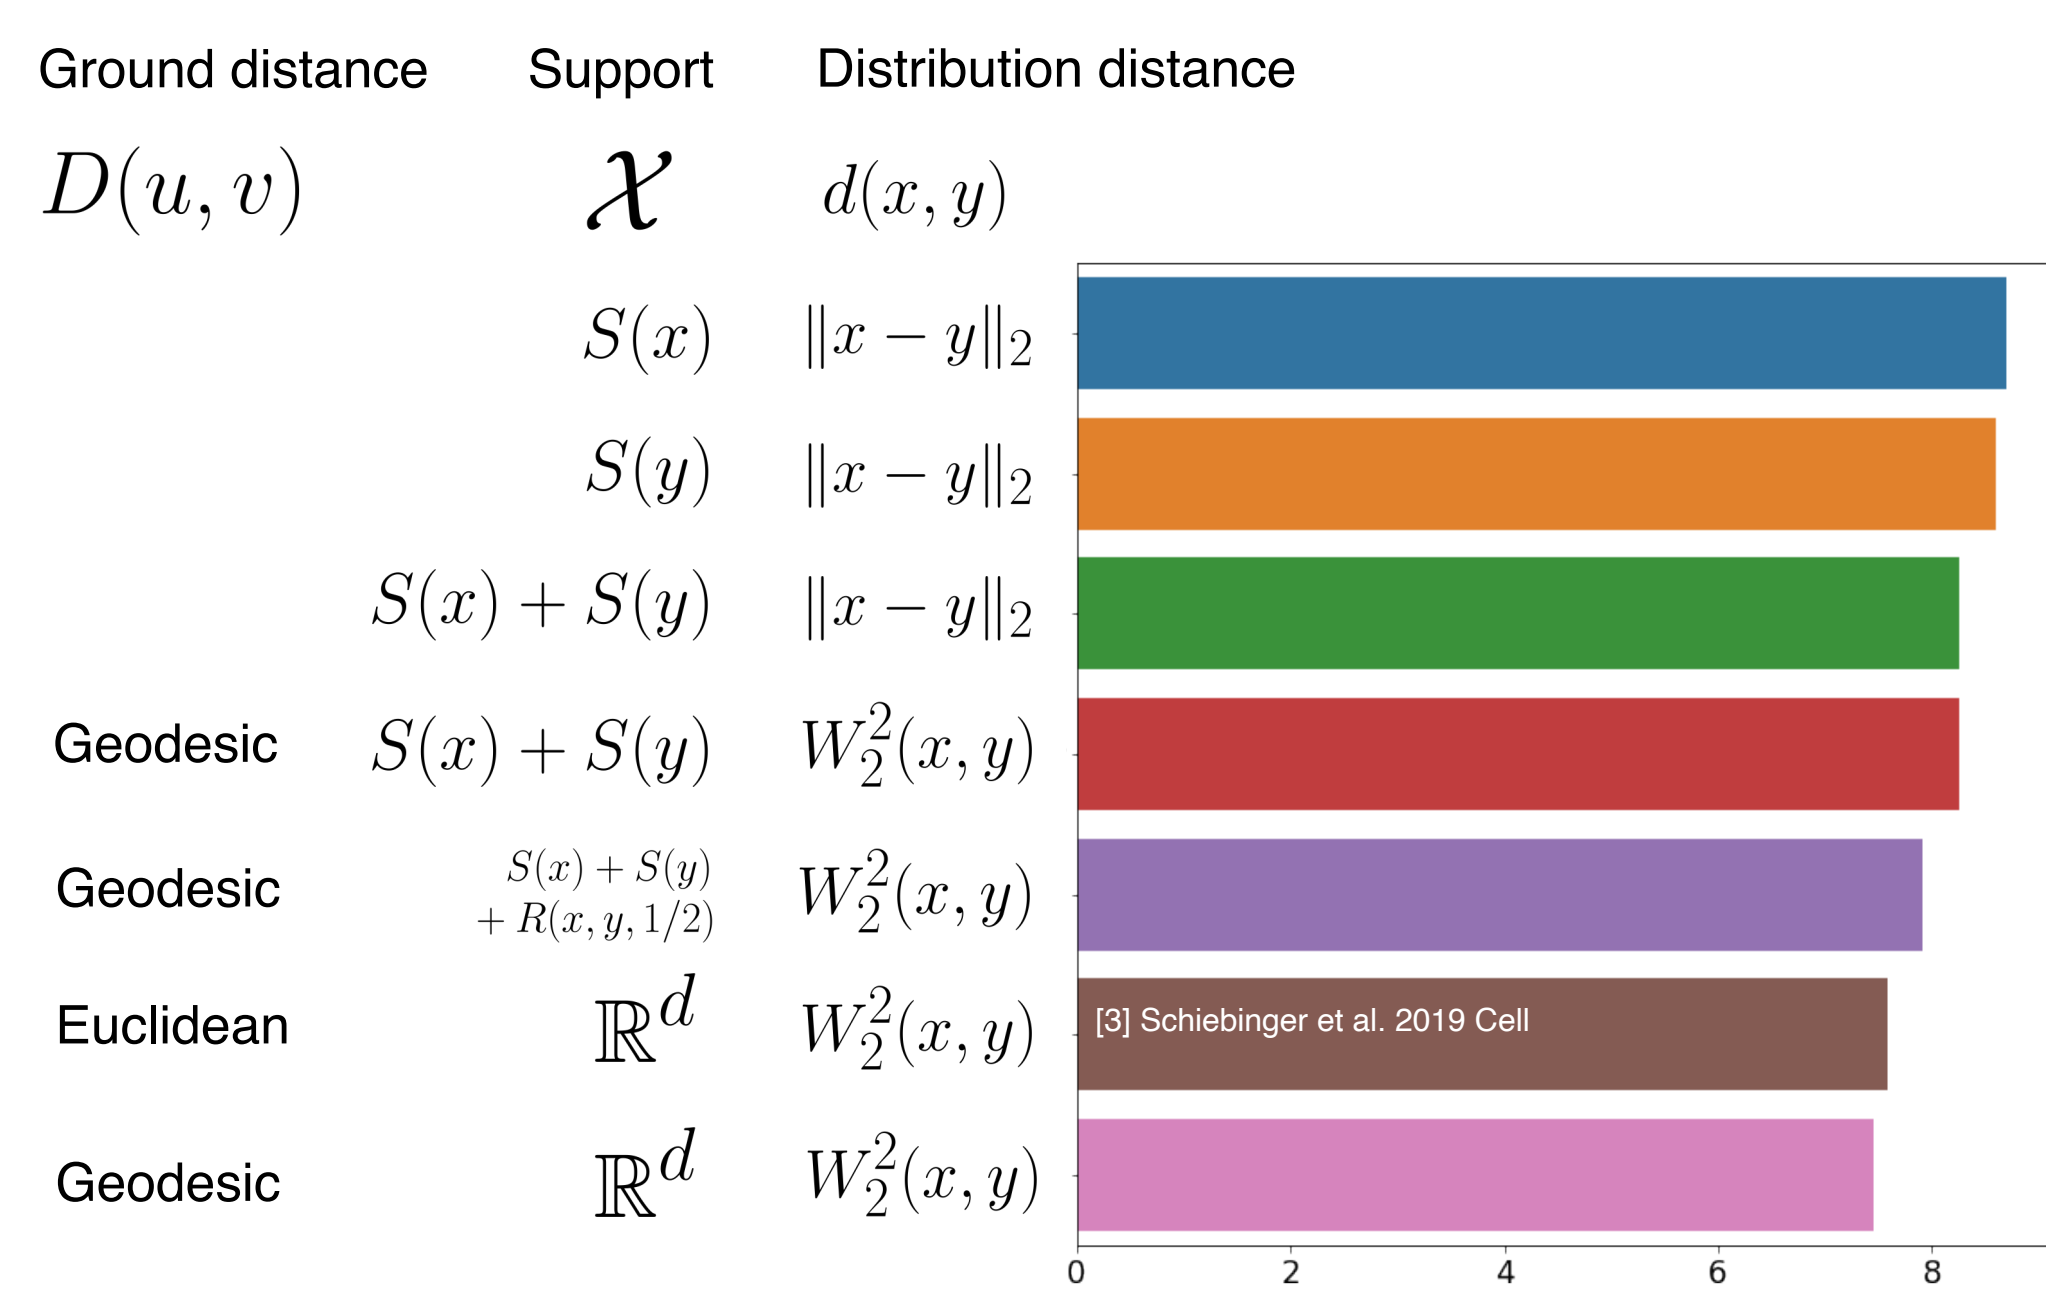 Ground distance Support Distribution distance
D(u, v) 𝒳 d(x, y)
S(x) ‖x − y‖₂
S(y) ‖x − y‖₂
S(x) + S(y) ‖x − y‖₂
Geodesic S(x) + S(y) W₂²(x, y)
Geodesic S(x) + S(y) + R(x, y, 1/2) W₂²(x, y)
Euclidean ℝᵈ W₂²(x, y) [3] Schiebinger et al. 2019 Cell
Geodesic ℝᵈ W₂²(x, y)
0 2 4 6 8